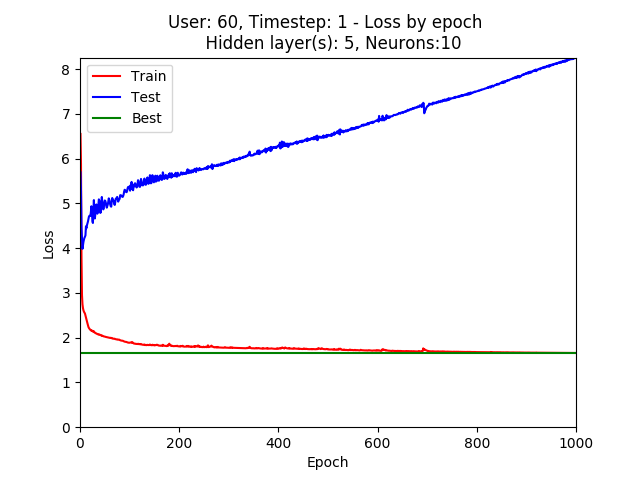 User: 60, Timestep: 1 - Loss by epoch
Hidden layer(s): 5, Neurons:10
8
7
6
5
4
3
2
1
0
Loss
Train
Test
Best
0 200 400 600 800 1000
Epoch